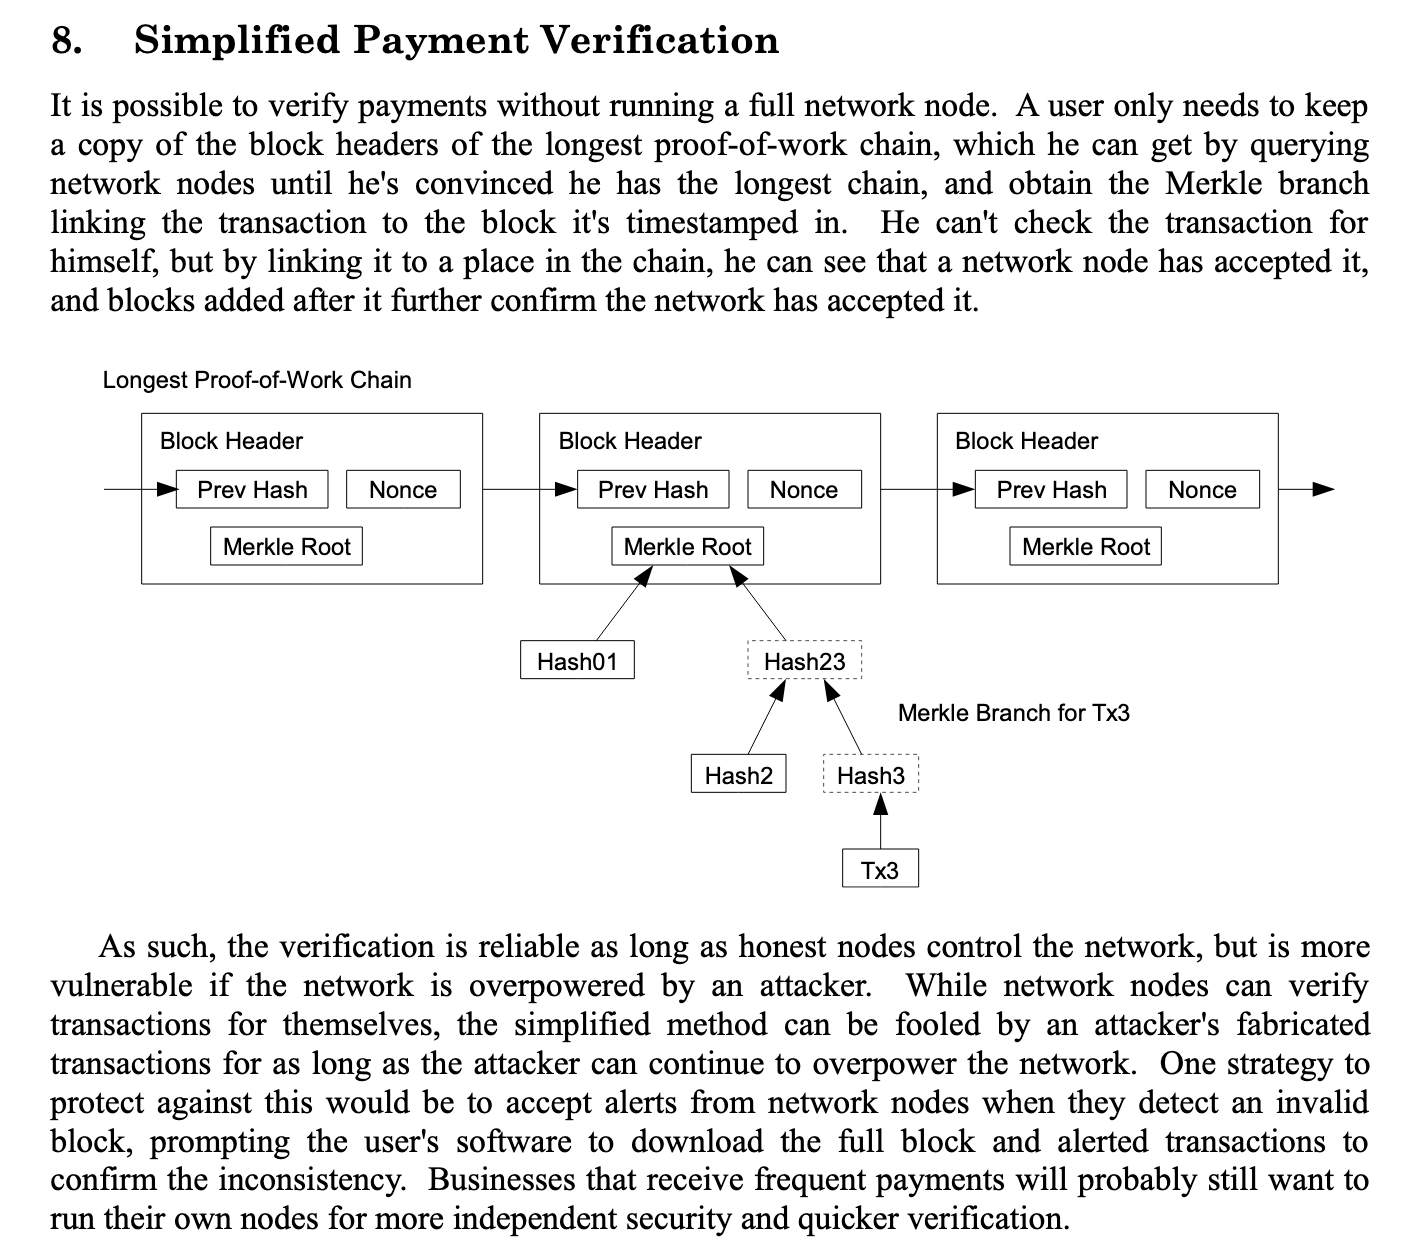 8. Simplified Payment Verification
It is possible to verify payments without running a full network node. A user only needs to keep
a copy of the block headers of the longest proof-of-work chain, which he can get by querying
network nodes until he's convinced he has the longest chain, and obtain the Merkle branch
linking the transaction to the block it's timestamped in. He can't check the transaction for
himself, but by linking it to a place in the chain, he can see that a network node has accepted it,
and blocks added after it further confirm the network has accepted it.
Longest Proof-of-Work Chain
Block Header Block Header Block Header
Prev Hash Nonce Prev Hash Nonce Prev Hash Nonce
Merkle Root Merkle Root Merkle Root
Hash01 Hash23
Merkle Branch for Tx3
Hash2 Hash3
Tx3
As such, the verification is reliable as long as honest nodes control the network, but is more
vulnerable if the network is overpowered by an attacker. While network nodes can verify
transactions for themselves, the simplified method can be fooled by an attacker's fabricated
transactions for as long as the attacker can continue to overpower the network. One strategy to
protect against this would be to accept alerts from network nodes when they detect an invalid
block, prompting the user's software to download the full block and alerted transactions to
confirm the inconsistency. Businesses that receive frequent payments will probably still want to
run their own nodes for more independent security and quicker verification.